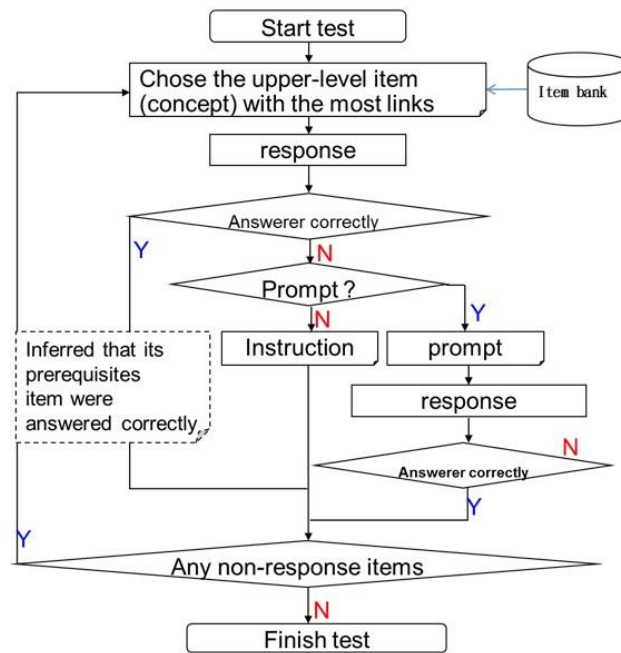 Start test
Chose the upper-level item
(concept) with the most links
Item bank
response
Answerer correctly
Y
N
Prompt ?
N
Y
Inferred that its
prerequisites
item were
answered correctly
Instruction
prompt
response
N
Answerer correctly
Y
Y
Any non-response items
N
Finish test